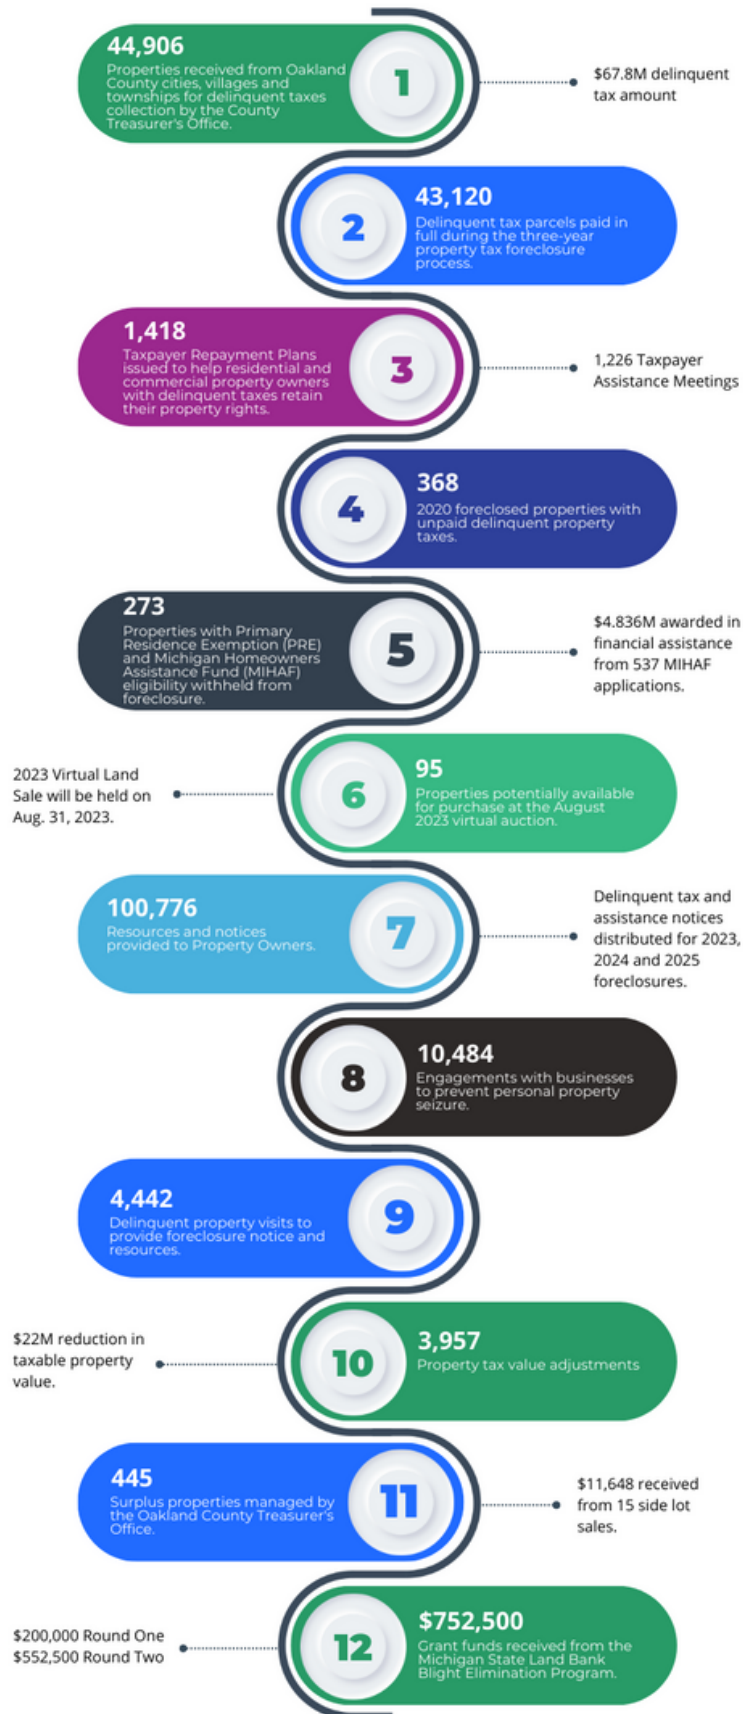 44,906
Properties received from Oakland
County cities, villages and
townships for delinquent taxes
collection by the County
Treasurer's Office.
1
$67.8M delinquent
tax amount
2
43,120
Delinquent tax parcels paid in
full during the three-year
property tax foreclosure
process.
1,418
Taxpayer Repayment Plans
issued to help residential and
commercial property owners
with delinquent taxes retain
their property rights.
3
1,226 Taxpayer
Assistance Meetings
4
368
2020 foreclosed properties with
unpaid delinquent property
taxes.
273
Properties with Primary
Residence Exemption (PRE)
and Michigan Homeowners
Assistance Fund (MIHAF)
eligibility withheld from
foreclosure.
5
$4.836M awarded in
financial assistance
from 537 MIHAF
applications.
2023 Virtual Land
Sale will be held on
Aug. 31, 2023.
6
95
Properties potentially available
for purchase at the August
2023 virtual auction.
100,776
Resources and notices
provided to Property Owners.
7
Delinquent tax and
assistance notices
distributed for 2023,
2024 and 2025
foreclosures.
8
10,484
Engagements with businesses
to prevent personal property
seizure.
4,442
Delinquent property visits to
provide foreclosure notice and
resources.
9
$22M reduction in
taxable property
value.
10
3,957
Property tax value adjustments
445
Surplus properties managed by
the Oakland County Treasurer's
Office.
11
$11,648 received
from 15 side lot
sales.
$200,000 Round One
$552,500 Round Two
12
$752,500
Grant funds received from the
Michigan State Land Bank
Blight Elimination Program.